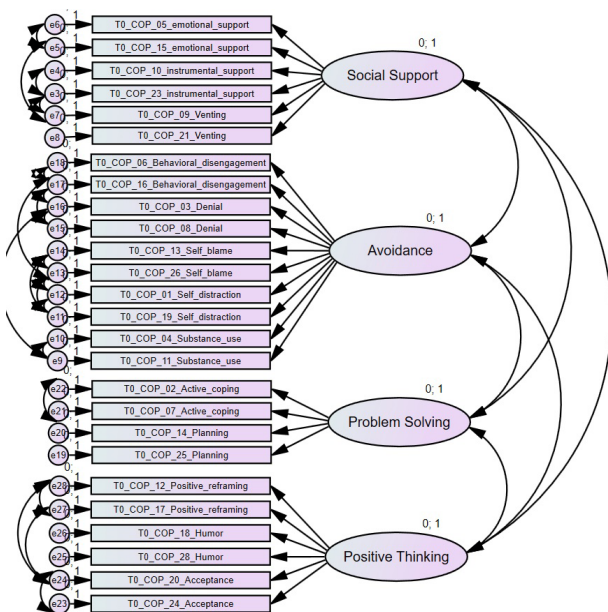 0; 1
e6 T0_COP_05_emotional_support
e5 T0_COP_15_emotional_support
e4 T0_COP_10_instrumental_support
e3 T0_COP_23_instrumental_support
e7 T0_COP_09_Venting
e8 T0_COP_21_Venting
Social Support
0; 1
e18 T0_COP_06_Behavioral_disengagement
e17 T0_COP_16_Behavioral_disengagement
e16 T0_COP_03_Denial
e15 T0_COP_08_Denial
e14 T0_COP_13_Self_blame
e13 T0_COP_26_Self_blame
e12 T0_COP_01_Self_distraction
e11 T0_COP_19_Self_distraction
e10 T0_COP_04_Substance_use
e9 T0_COP_11_Substance_use
Avoidance
0; 1
e22 T0_COP_02_Active_coping
e21 T0_COP_07_Active_coping
e20 T0_COP_14_Planning
e19 T0_COP_25_Planning
Problem Solving
0; 1
e28 T0_COP_12_Positive_reframing
e27 T0_COP_17_Positive_reframing
e26 T0_COP_18_Humor
e25 T0_COP_28_Humor
e24 T0_COP_20_Acceptance
e23 T0_COP_24_Acceptance
Positive Thinking